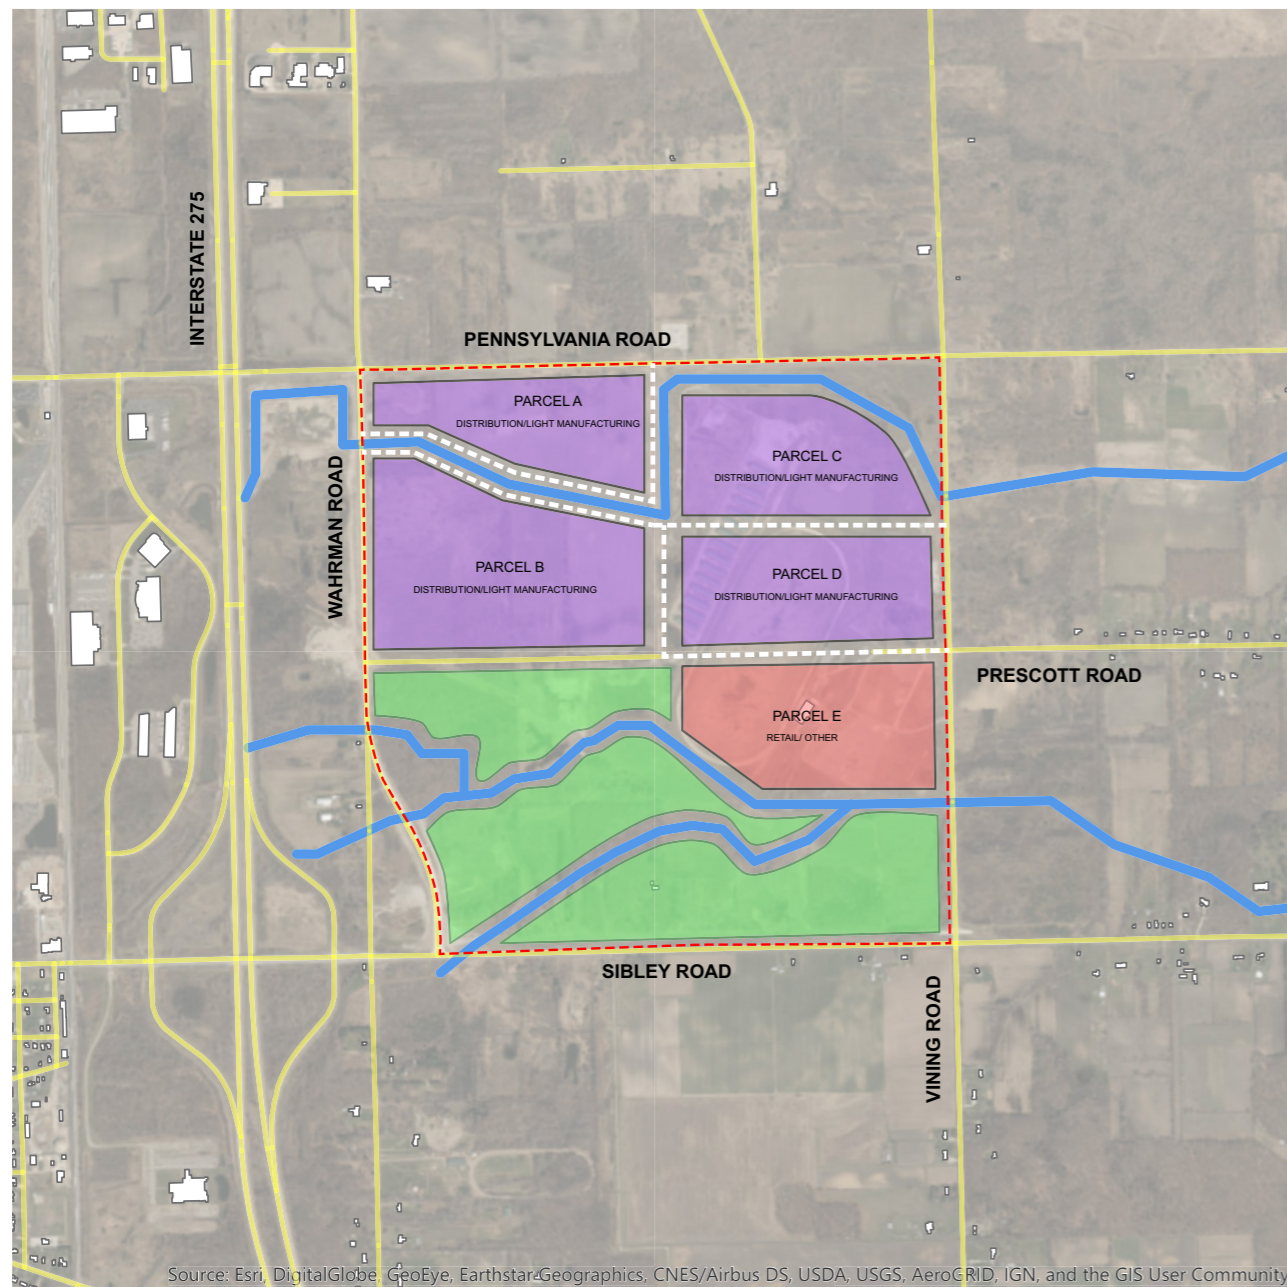 INTERSTATE 275
PENNSYLVANIA ROAD
PARCEL A
DISTRIBUTION/LIGHT MANUFACTURING
PARCEL C
DISTRIBUTION/LIGHT MANUFACTURING
WAHRMAN ROAD
PARCEL B
DISTRIBUTION/LIGHT MANUFACTURING
PARCEL D
DISTRIBUTION/LIGHT MANUFACTURING
PRESCOTT ROAD
PARCEL E
RETAIL/ OTHER
SIBLEY ROAD
VINING ROAD
Source: Esri, DigitalGlobe, GeoEye, Earthstar Geographics, CNES/Airbus DS, USDA, USGS, AeroGRID, IGN, and the GIS User Community